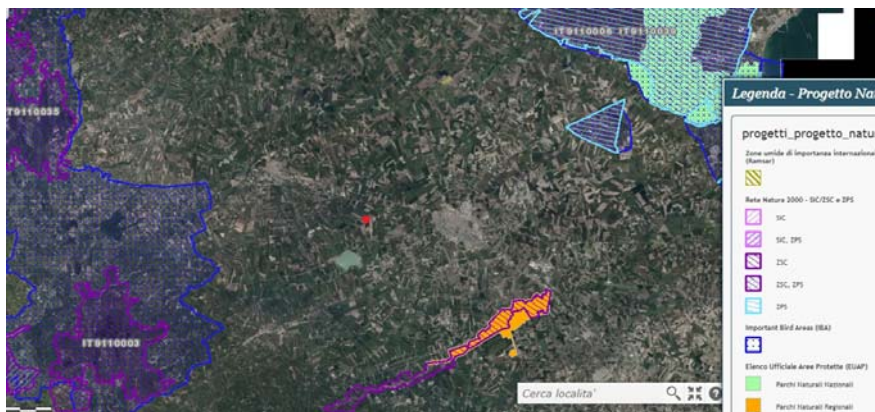 IT9110035
IT9110003
Legenda - Progetto Nat
progetti_progetto_natu
Zone umide di importanza internazionale
(Ramsar)
Rete Natura 2000 - SIC/ZSC e ZPS
SIC
SIC, ZPS
ZSC
ZSC, ZPS
ZPS
Important Bird Areas (IBA)
Elenco Ufficiale Aree Protette (EUAP)
Parchi Naturali Nazionali
Parchi Naturali Regionali
Cerca localita'
?